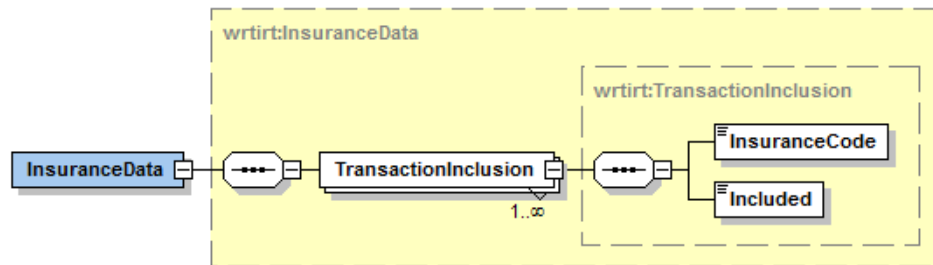 wrtirt:InsuranceData
wrtirt:TransactionInclusion
InsuranceData
TransactionInclusion
1..∞
InsuranceCode
Included